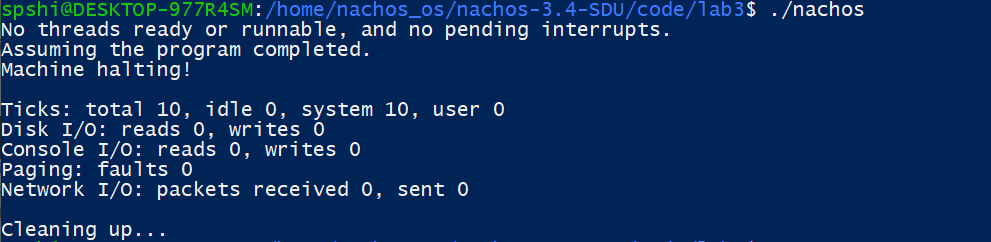 spshi@DESKTOP-977R4SM:/home/nachos_os/nachos-3.4-SDU/code/lab3$ ./nachos
No threads ready or runnable, and no pending interrupts.
Assuming the program completed.
Machine halting!
Ticks: total 10, idle 0, system 10, user 0
Disk I/O: reads 0, writes 0
Console I/O: reads 0, writes 0
Paging: faults 0
Network I/O: packets received 0, sent 0
Cleaning up...